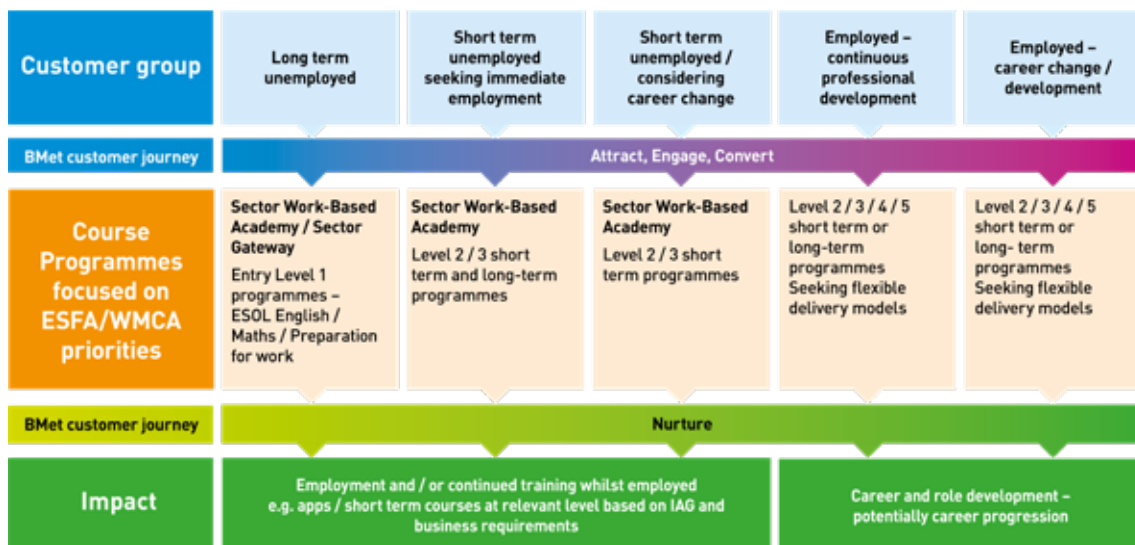 Customer group
Long term
unemployed
Short term
unemployed
seeking immediate
employment
Short term
unemployed /
considering
career change
Employed –
continuous
professional
development
Employed –
career change /
development
BMet customer journey
Attract, Engage, Convert
Course
Programmes
focused on
ESFA/WMCA
priorities
Sector Work-Based
Academy / Sector
Gateway
Entry Level 1
programmes –
ESOL English /
Maths / Preparation
for work
Sector Work-Based
Academy
Level 2 / 3 short
term and long-term
programmes
Sector Work-Based
Academy
Level 2 / 3 short
term programmes
Level 2 / 3 / 4 / 5
short term or
long-term
programmes
Seeking flexible
delivery models
Level 2 / 3 / 4 / 5
short term or
long- term
programmes
Seeking flexible
delivery models
BMet customer journey
Nurture
Impact
Employment and / or continued training whilst employed
e.g. apps / short term courses at relevant level based on IAG and
business requirements
Career and role development –
potentially career progression